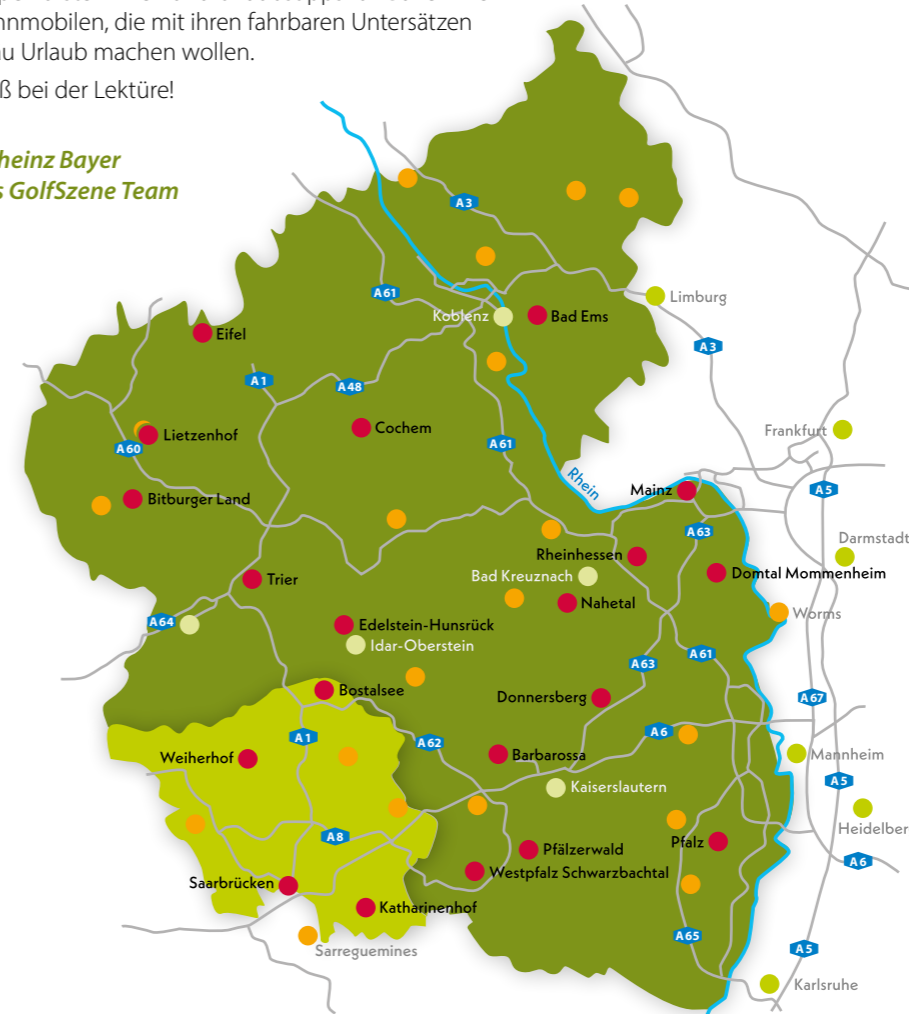 nmobilen, die mit ihren fahrbaren Untersätzen
u Urlaub machen wollen.
ß bei der Lektüre!
heinz Bayer
s GolfSzene Team
A3
A61
Limburg
Koblenz
Bad Ems
Eifel
A3
A1
A48
Cochem
Frankfurt
Lietzenhof
A60
A61
Rhein
Mainz
A5
Bitburger Land
A63
Darmstadt
Rheinhessen
Bad Kreuznach
Domtal Mommenheim
Trier
Nahetal
Worms
A64
Edelstein-Hunsrück
Idar-Oberstein
A61
A63
Bostalsee
Donnersberg
A67
A1
A62
A6
Weiherhof
Barbarossa
Mannheim
A5
Kaiserslautern
Heidelber
A8
Pfälzerwald
Pfalz
A6
Westpfalz Schwarzbachtal
Saarbrücken
Katharinenhof
A65
A5
Sarreguemines
Karlsruhe